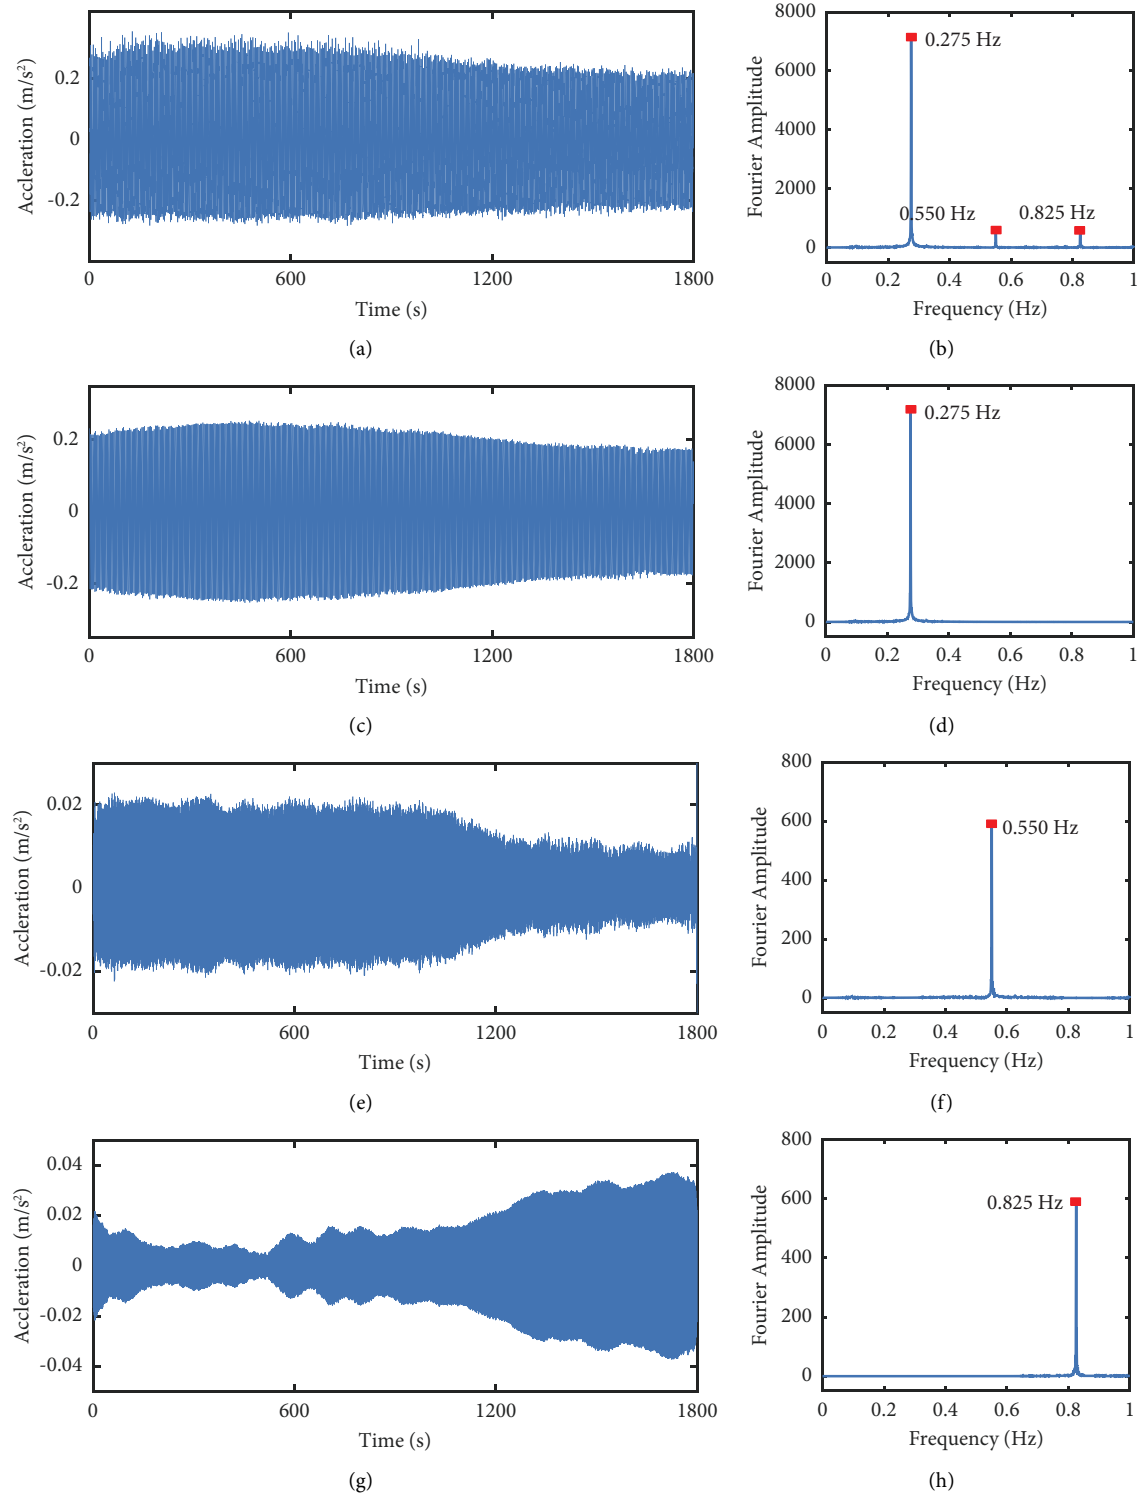 Accleration (m/s²)
0.2
0
-0.2
0
600
1200
1800
Time (s)
(a)
Fourier Amplitude
8000
6000
4000
2000
0
0.275 Hz
0.550 Hz
0.825 Hz
0
0.2
0.4
0.6
0.8
1
Frequency (Hz)
(b)
Accleration (m/s²)
0.2
0
-0.2
0
600
1200
1800
Time (s)
(c)
Fourier Amplitude
8000
6000
4000
2000
0
0.275 Hz
0
0.2
0.4
0.6
0.8
1
Frequency (Hz)
(d)
Accleration (m/s²)
0.02
0
-0.02
0
600
1200
1800
Time (s)
(e)
Fourier Amplitude
800
600
400
200
0
0.550 Hz
0
0.2
0.4
0.6
0.8
1
Frequency (Hz)
(f)
Accleration (m/s²)
0.04
0.02
0
-0.02
-0.04
0
600
1200
1800
Time (s)
(g)
Fourier Amplitude
800
600
400
200
0
0.825 Hz
0
0.2
0.4
0.6
0.8
1
Frequency (Hz)
(h)